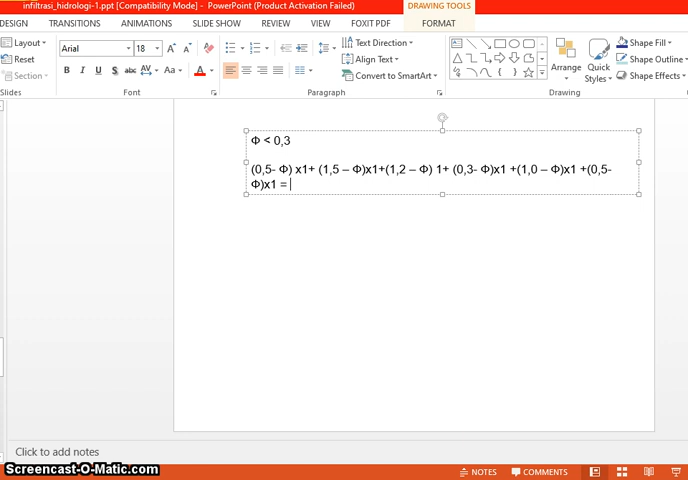 infiltrasi_hidrologi-1.ppt [Compatibility Mode] - PowerPoint (Product Activation Failed)
DRAWING TOOLS
DESIGN TRANSITIONS ANIMATIONS SLIDE SHOW REVIEW VIEW FOXIT PDF FORMAT
Layout Arial 18 A A Text Direction Shape Fill
Reset B I U S abc AV Aa A Align Text Shape Outline
Section Convert to SmartArt Arrange Quick Styles Shape Effects
Slides Font Paragraph Drawing
Φ < 0,3
(0,5- Φ) x1+ (1,5 – Φ)x1+(1,2 – Φ) 1+ (0,3- Φ)x1 +(1,0 – Φ)x1 +(0,5-
Φ)x1 =
Click to add notes
Screencast-O-Matic.com
NOTES COMMENTS